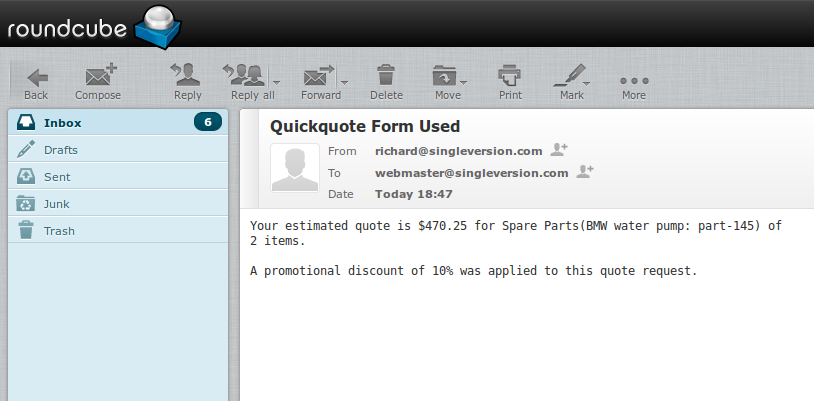 roundcube
Back Compose Reply Reply all Forward Delete Move Print Mark More
Inbox 6
Drafts
Sent
Junk
Trash
Quickquote Form Used
From richard@singleversion.com
To webmaster@singleversion.com
Date Today 18:47
Your estimated quote is $470.25 for Spare Parts(BMW water pump: part-145) of
2 items.
A promotional discount of 10% was applied to this quote request.